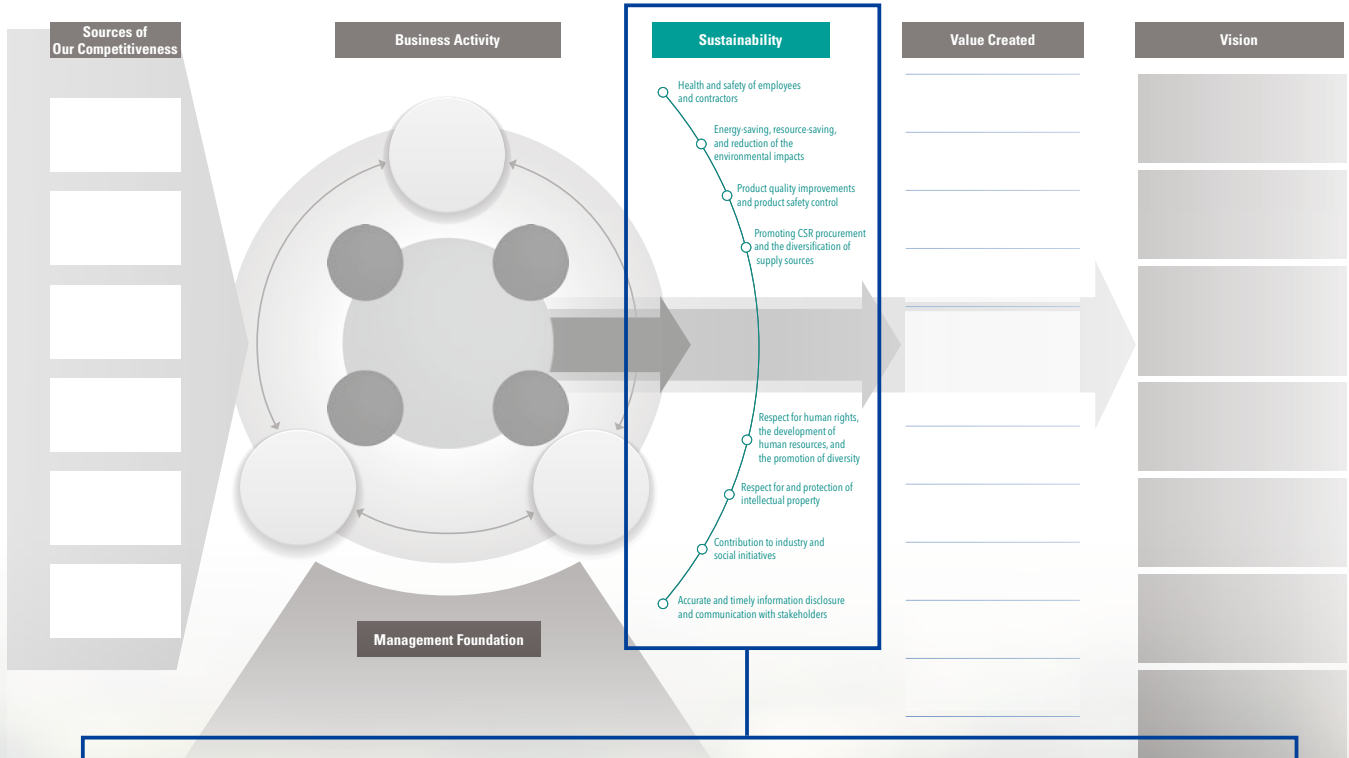 Sources of
Our Competitiveness
Business Activity
Sustainability
Value Created
Vision
Health and safety of employees
and contractors
Energy-saving, resource-saving,
and reduction of the
environmental impacts
Product quality improvements
and product safety control
Promoting CSR procurement
and the diversification of
supply sources
Respect for human rights,
the development of
human resources, and
the promotion of diversity
Respect for and protection of
intellectual property
Contribution to industry and
social initiatives
Accurate and timely information disclosure
and communication with stakeholders
Management Foundation